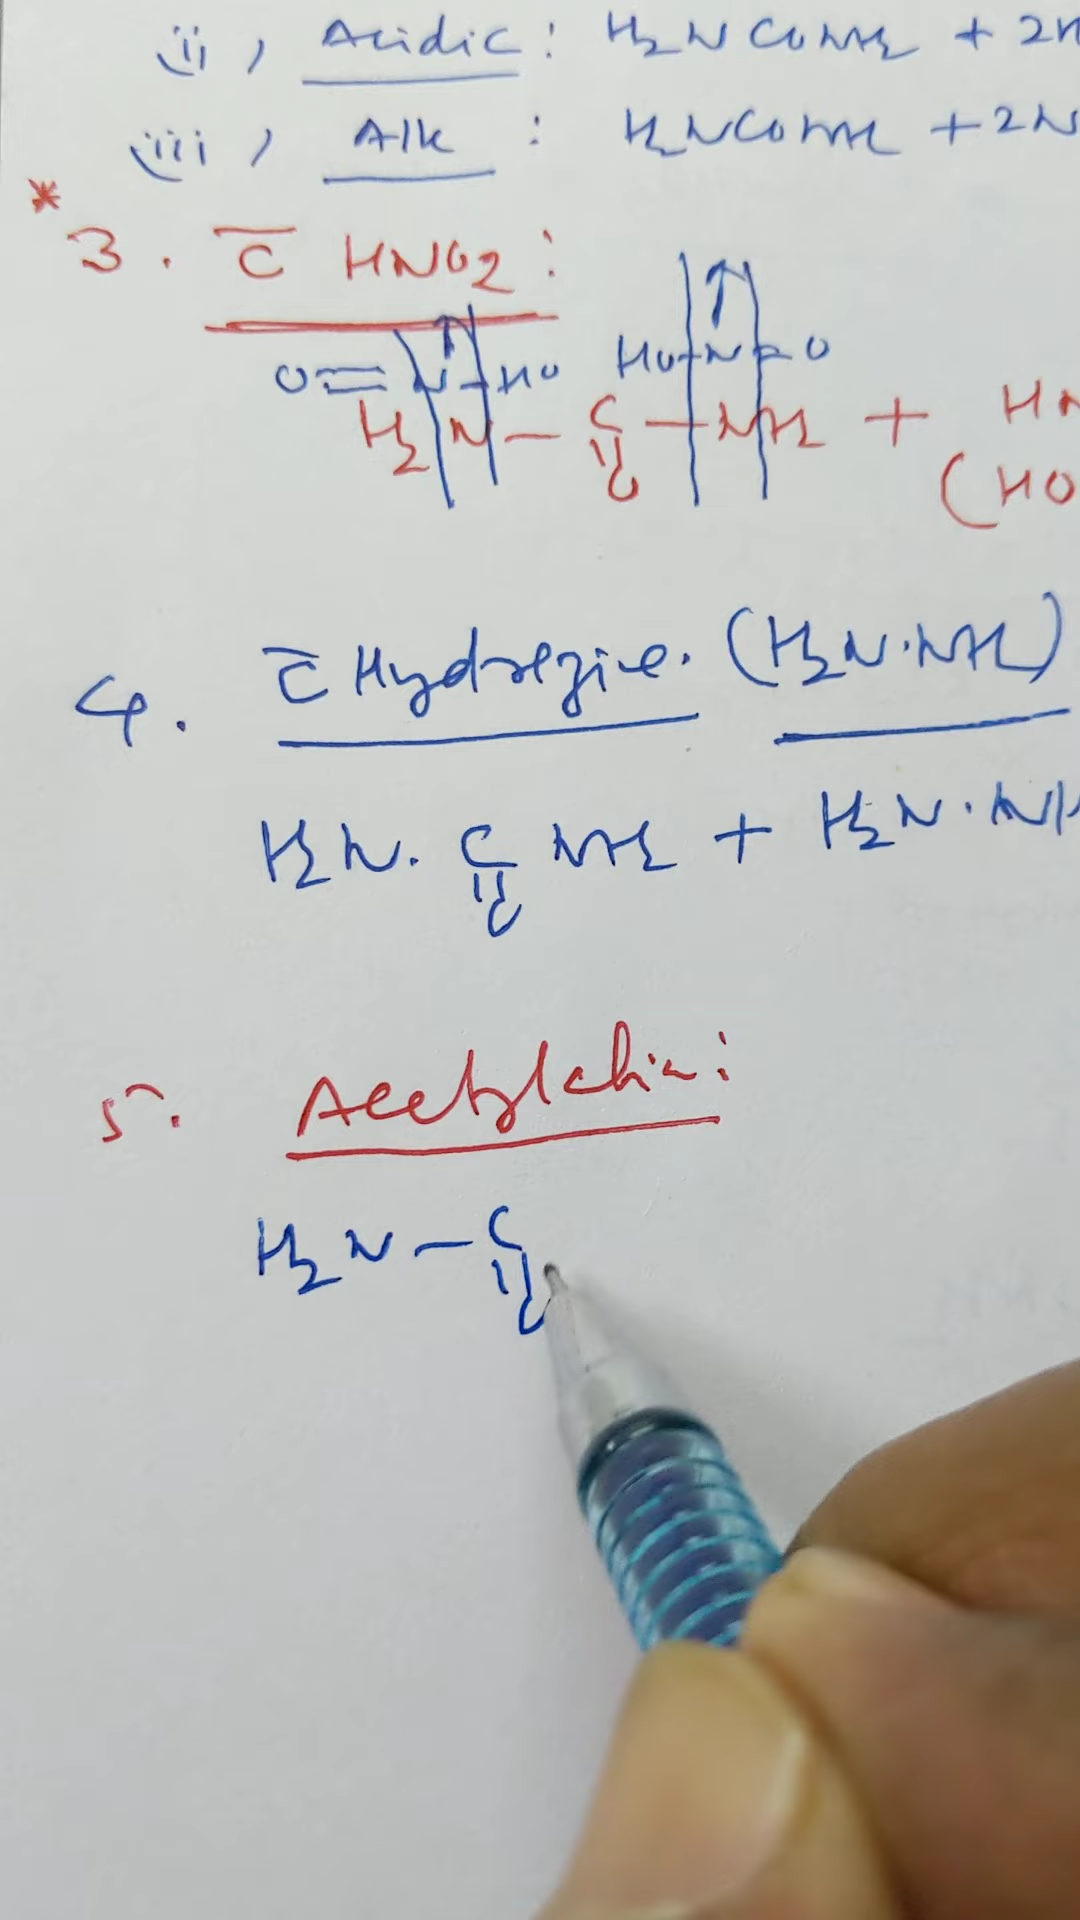 (ii), Acidic: H2NCONH2 + 2H
(iii), Alk : H2NCONH2 + 2N
* 3. c̅ HNO2:
O=N-HO HO-N=O
H2N-C-NH2 + HN
O (HO
4. c̅ Hydrazine. (H2N.NH2)
H2N. C NH2 + H2N.NH
O
5. Acetylation:
H2N-C
O